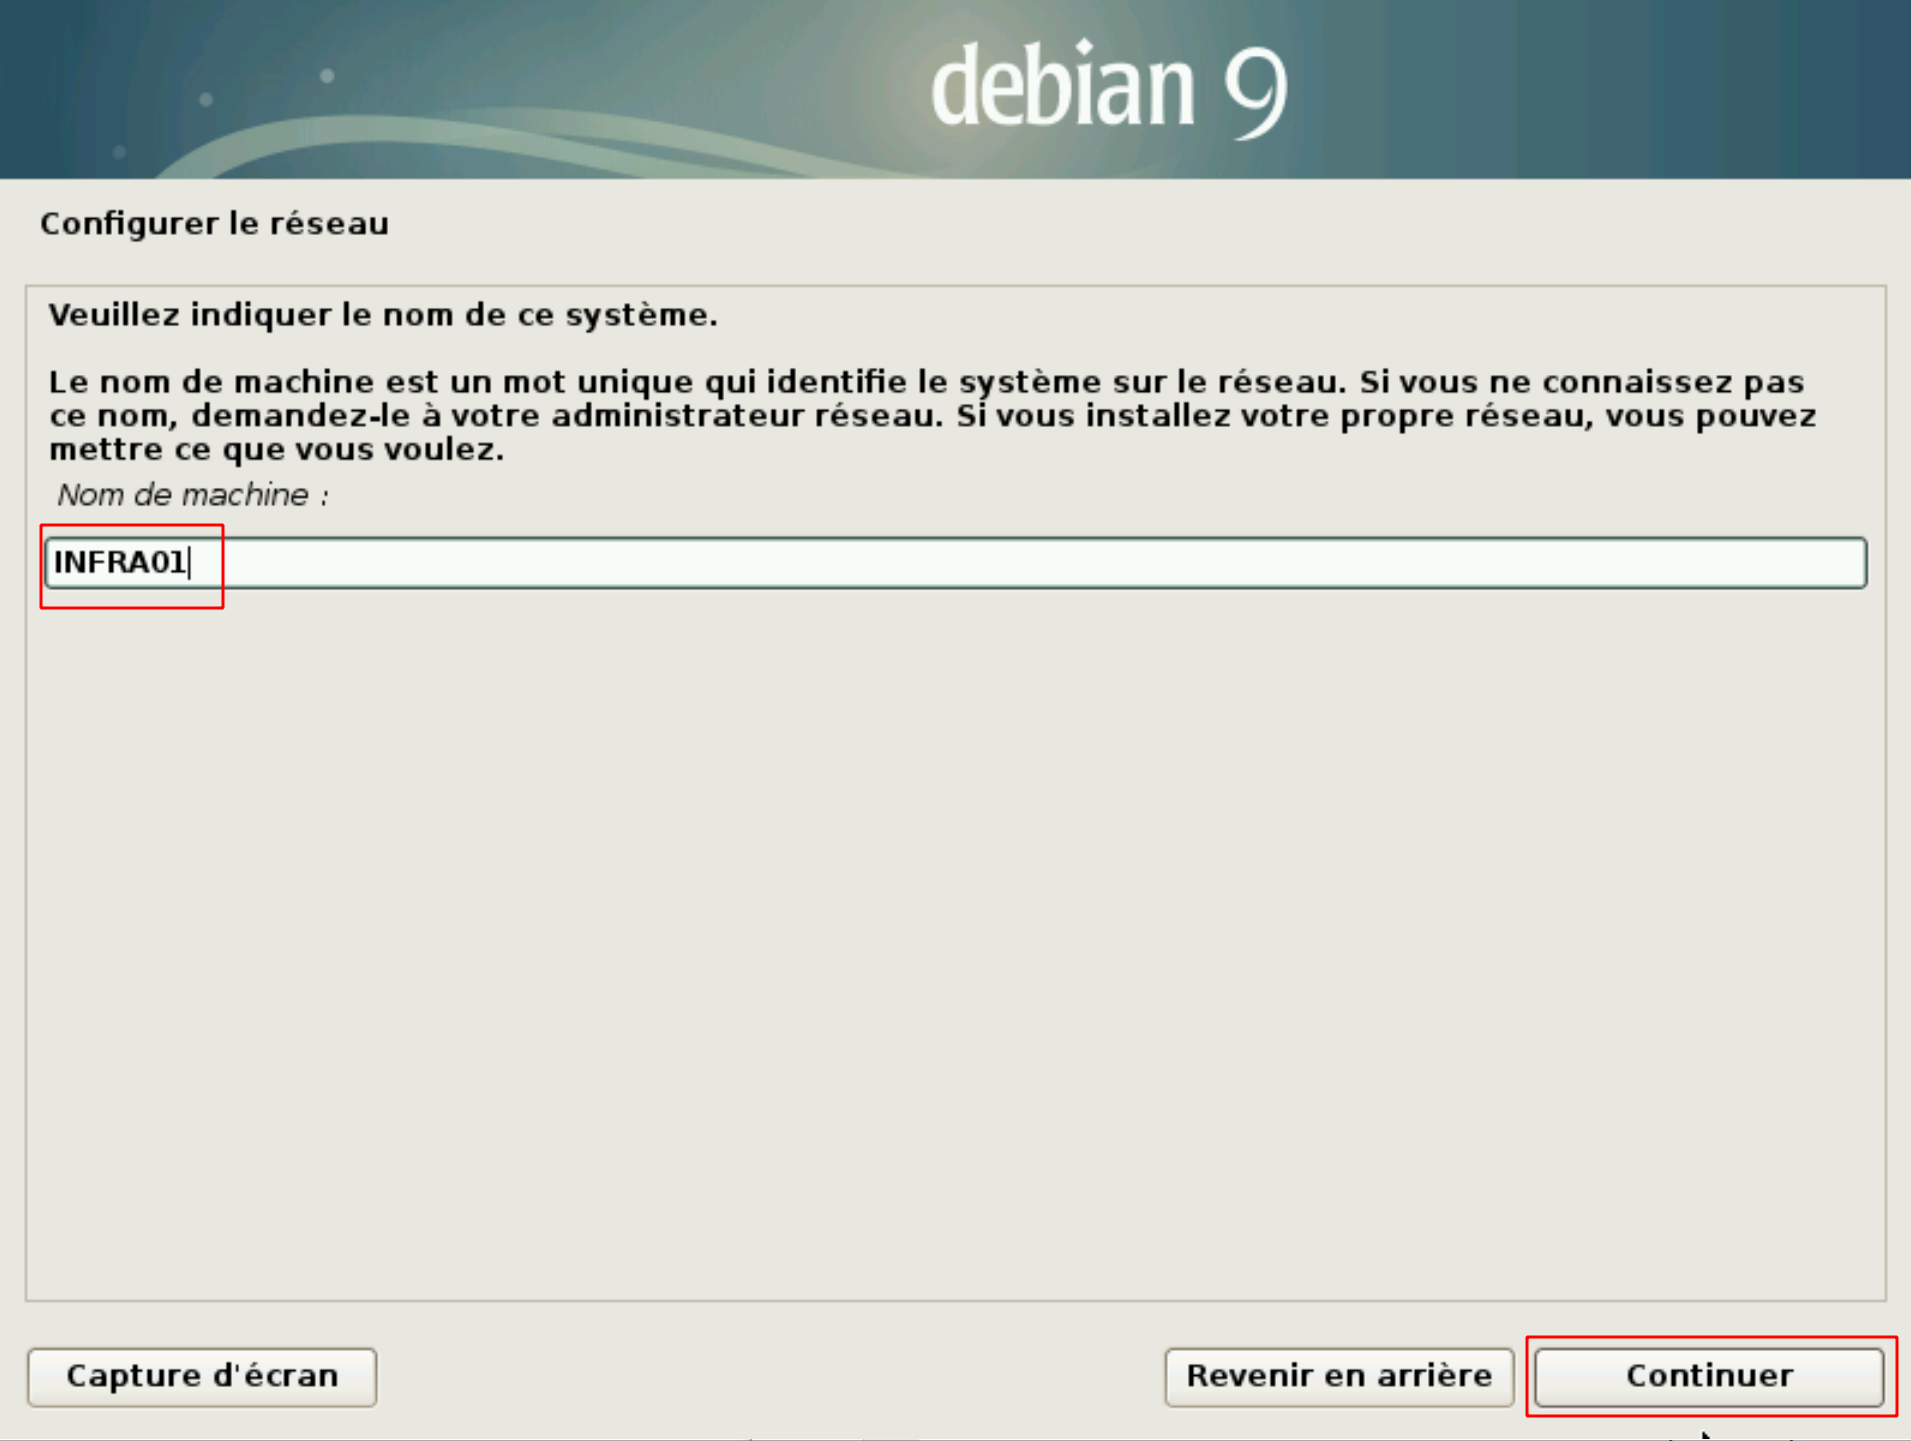 debian 9
Configurer le réseau
Veuillez indiquer le nom de ce système.
Le nom de machine est un mot unique qui identifie le système sur le réseau. Si vous ne connaissez pas
ce nom, demandez-le à votre administrateur réseau. Si vous installez votre propre réseau, vous pouvez
mettre ce que vous voulez.
Nom de machine :
INFRA01
Capture d'écran
Revenir en arrière
Continuer